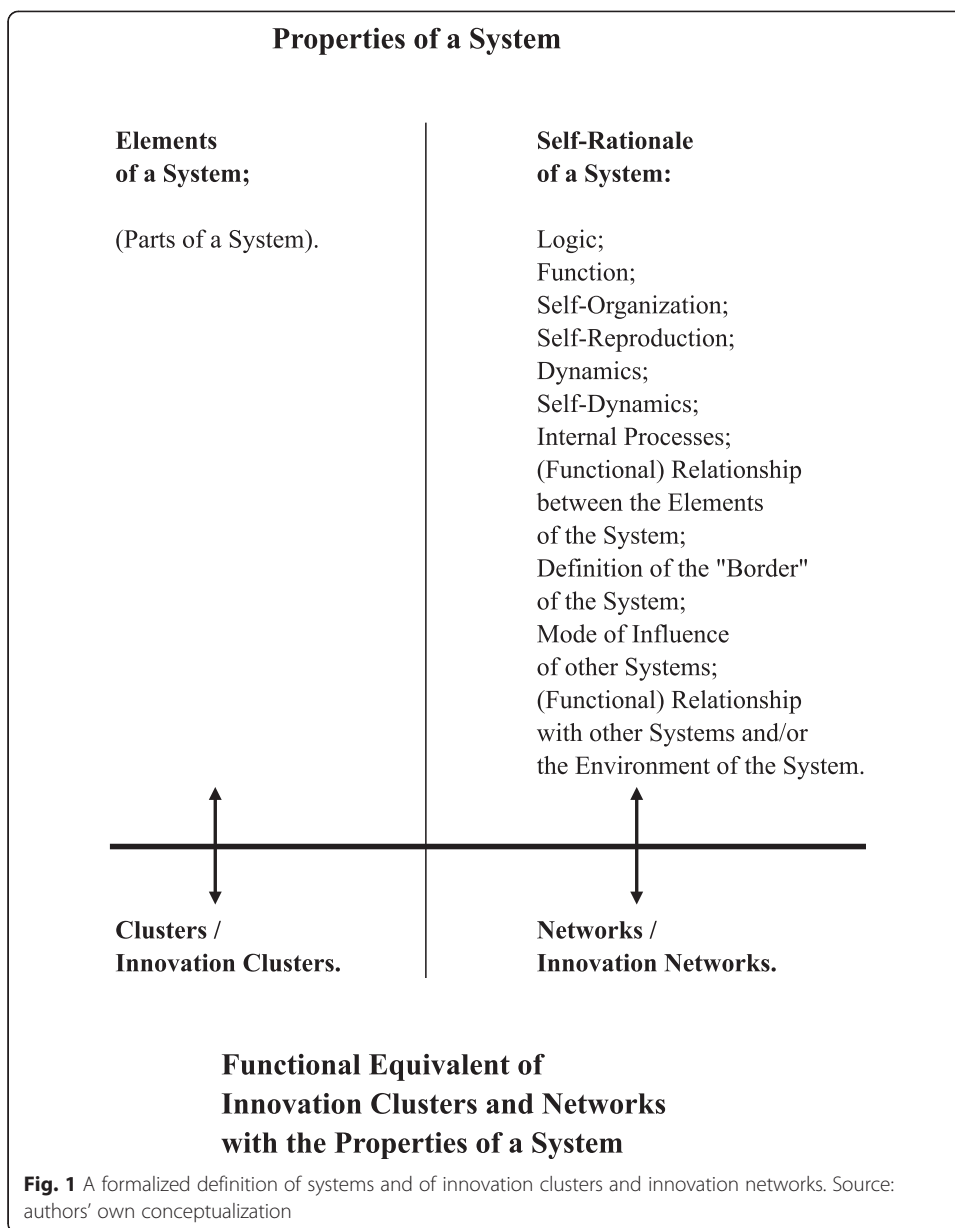 Properties of a System
Elements
of a System;
(Parts of a System).
Self-Rationale
of a System:
Logic;
Function;
Self-Organization;
Self-Reproduction;
Dynamics;
Self-Dynamics;
Internal Processes;
(Functional) Relationship
between the Elements
of the System;
Definition of the "Border"
of the System;
Mode of Influence
of other Systems;
(Functional) Relationship
with other Systems and/or
the Environment of the System.
Clusters /
Innovation Clusters.
Networks /
Innovation Networks.
Functional Equivalent of
Innovation Clusters and Networks
with the Properties of a System
Fig. 1 A formalized definition of systems and of innovation clusters and innovation networks. Source:
authors' own conceptualization